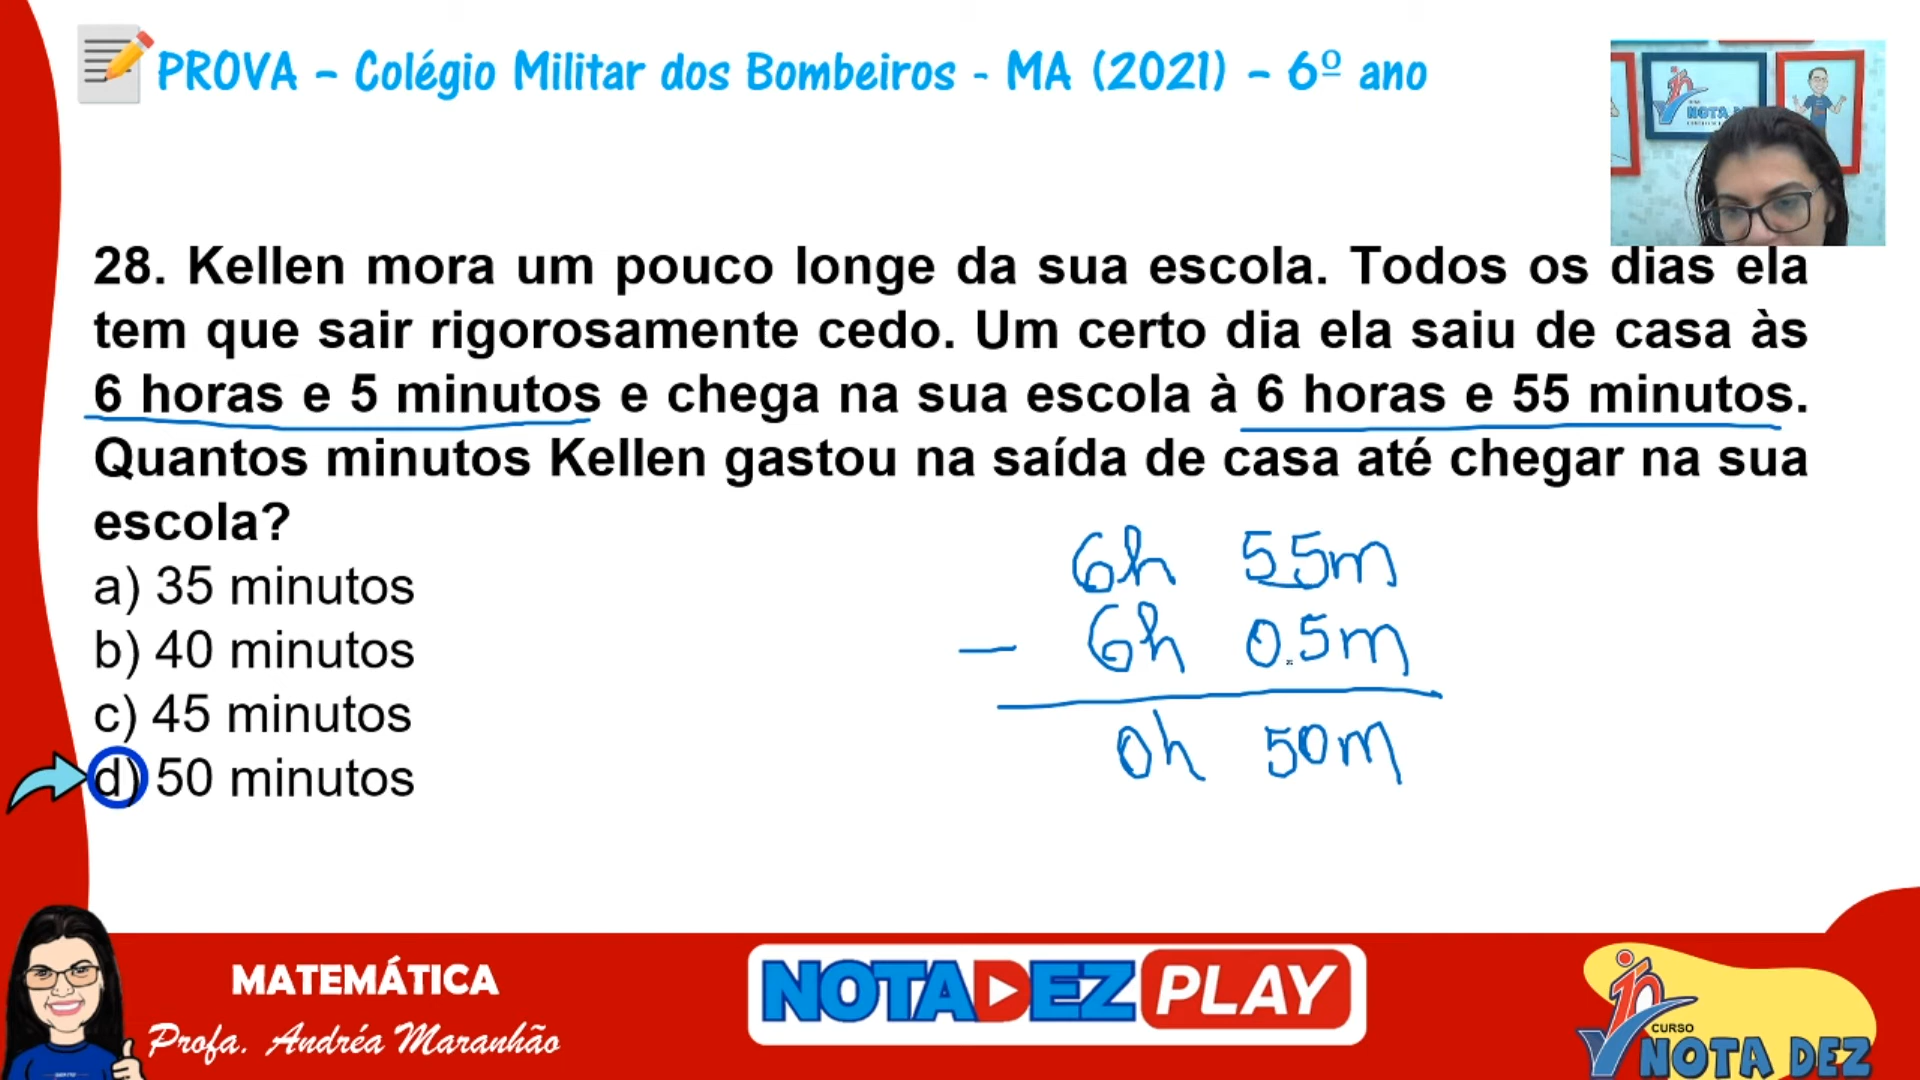 PROVA – Colégio Militar dos Bombeiros - MA (2021) – 6º ano
NOTA
28. Kellen mora um pouco longe da sua escola. Todos os dias ela
tem que sair rigorosamente cedo. Um certo dia ela saiu de casa às
6 horas e 5 minutos e chega na sua escola à 6 horas e 55 minutos.
Quantos minutos Kellen gastou na saída de casa até chegar na sua
escola?
a) 35 minutos
b) 40 minutos
c) 45 minutos
d) 50 minutos
6h 55m
– 6h 05m
0h 50m
MATEMÁTICA
Profa. Andréa Maranhão
NOTADEZ PLAY
CURSO
NOTA DEZ